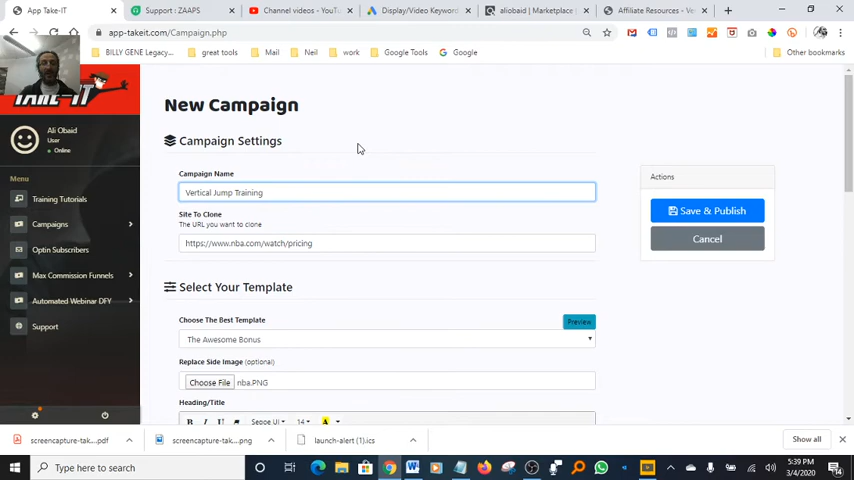 App Take-IT
Support : ZAAPS
Channel videos - YouTu
Display/Video Keyword
aliobaid | Marketplace
Affiliate Resources - Ve
app-takeit.com/Campaign.php
BILLY GENE Legacy...
great tools
Mail
Neil
work
Google Tools
Google
Other bookmarks
TAKE-IT
Ali Obaid
User
Online
Menu
Training Tutorials
Campaigns
Optin Subscribers
Max Commission Funnels
Automated Webinar DFY
Support
New Campaign
Campaign Settings
Campaign Name
Vertical Jump Training
Site To Clone
The URL you want to clone
https://www.nba.com/watch/pricing
Select Your Template
Choose The Best Template
Preview
The Awesome Bonus
Replace Side Image (optional)
Choose File nba.PNG
Heading/Title
B I U Segoe UI 14 A
Actions
Save & Publish
Cancel
screencapture-tak....pdf
screencapture-tak....png
launch-alert (1).ics
Show all
Type here to search
5:39 PM
3/4/2020
14